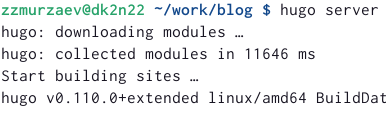 zzmurzaev@dk2n22 ~/work/blog $ hugo server
hugo: downloading modules …
hugo: collected modules in 11646 ms
Start building sites …
hugo v0.110.0+extended linux/amd64 BuildDat